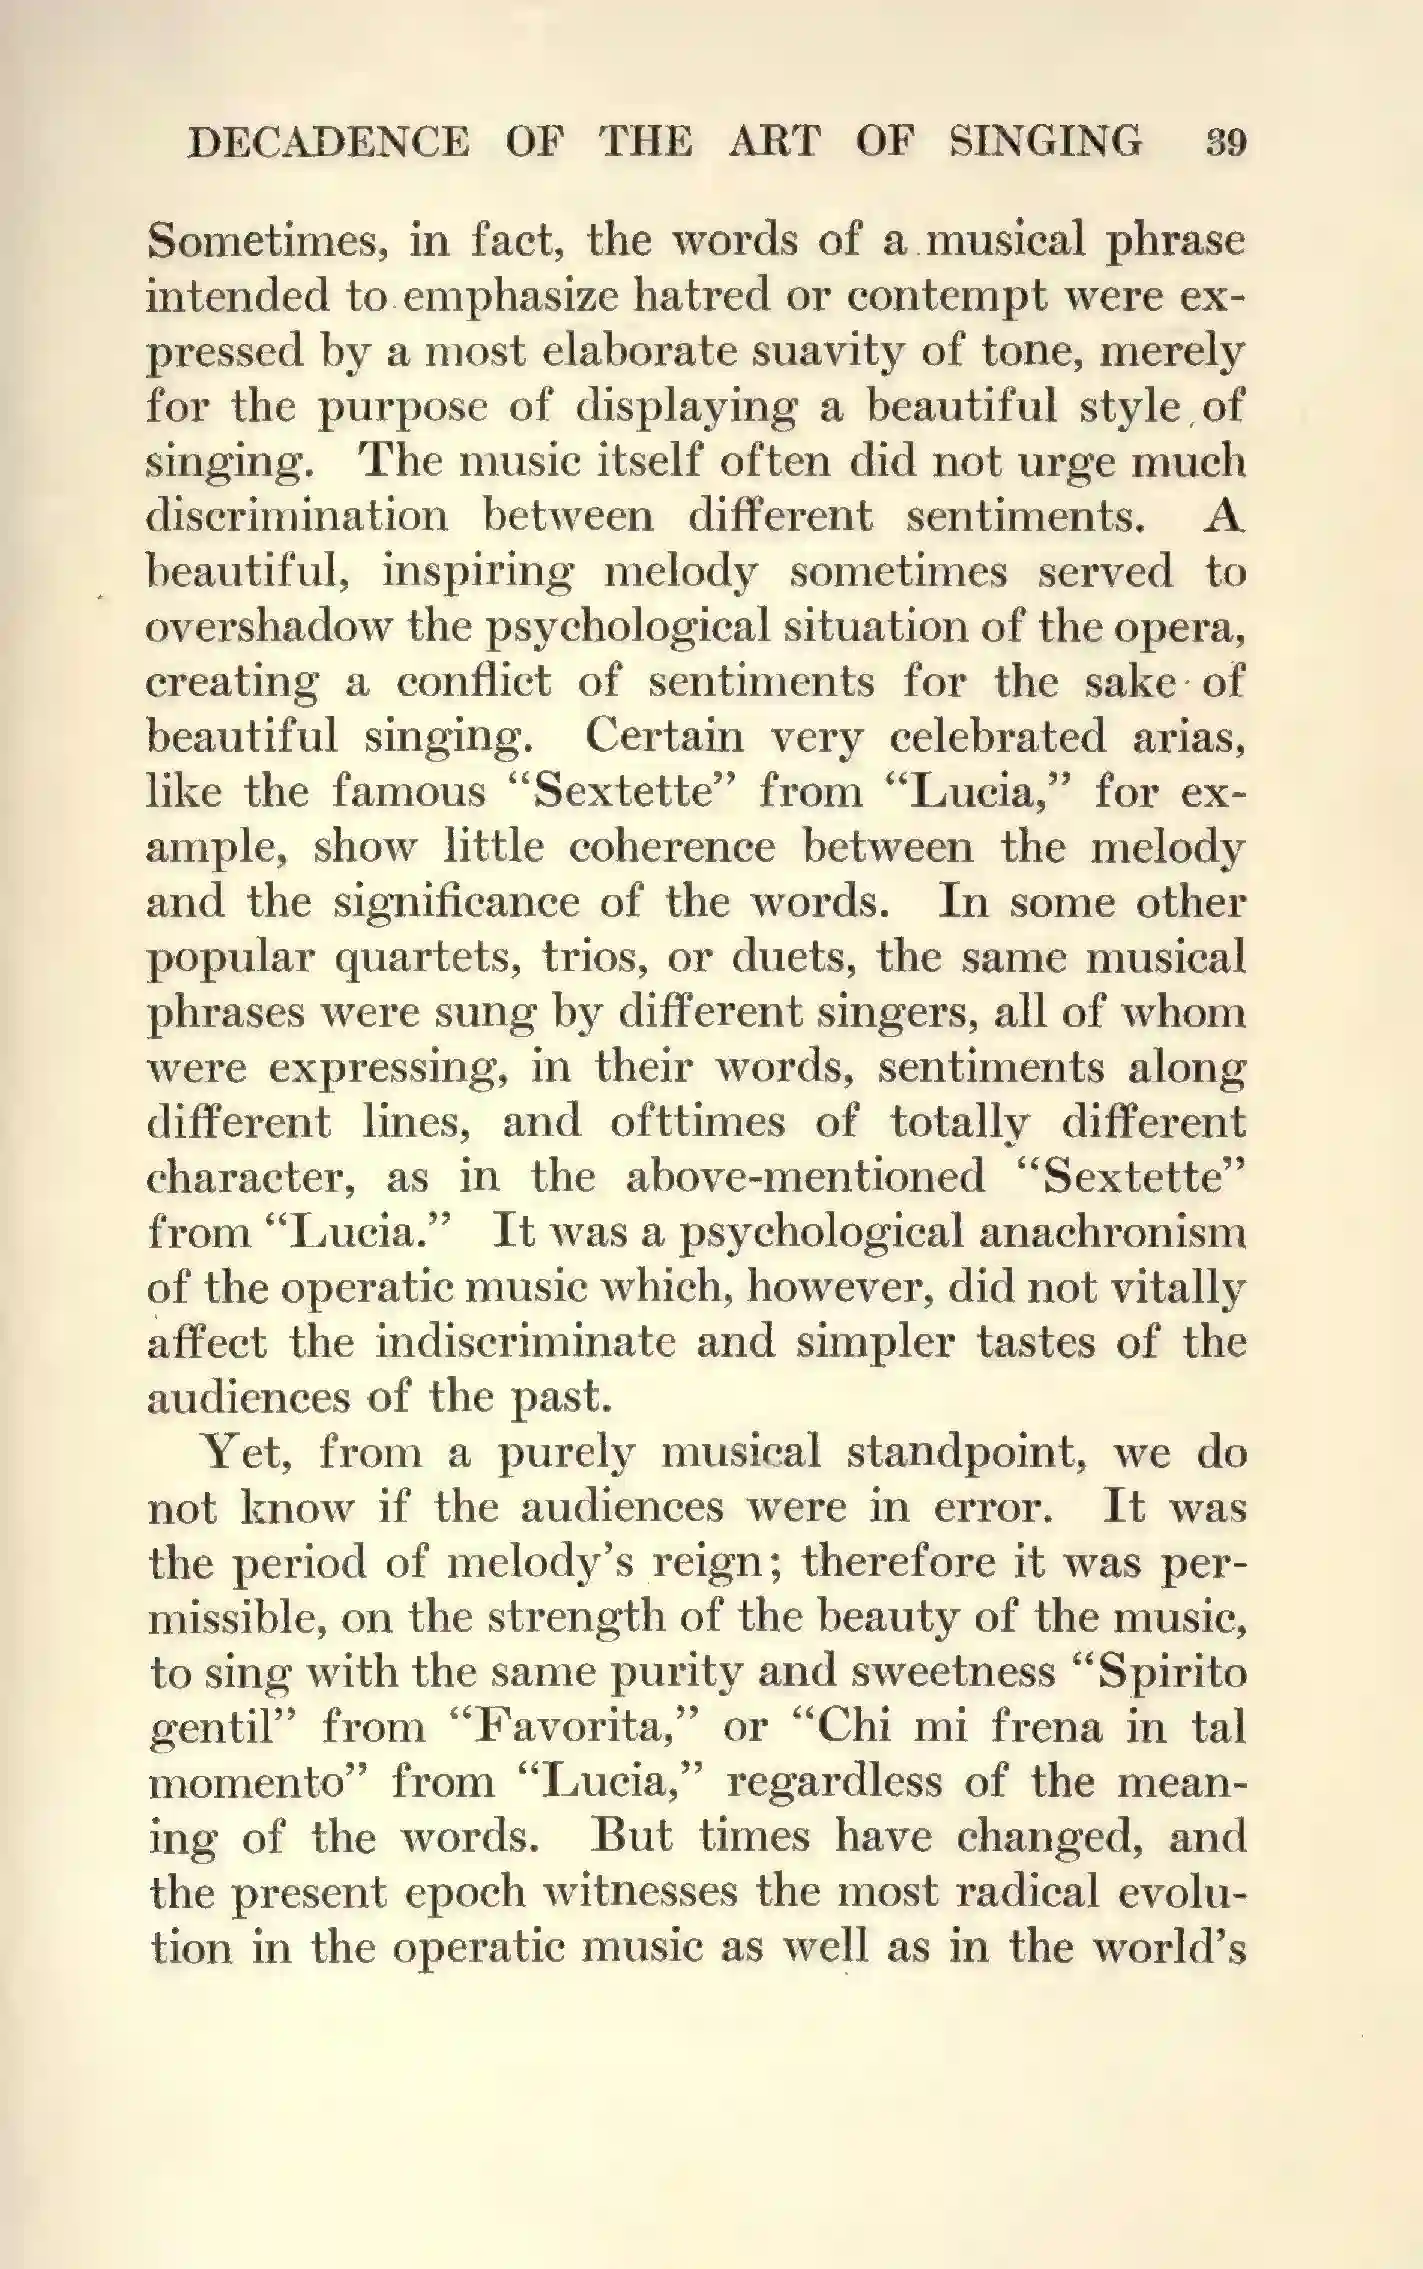 DECADENCE OF THE ART OF SINGING 39
Sometimes, in fact, the words of a musical phrase
intended to emphasize hatred or contempt were ex-
pressed by a most elaborate suavity of tone, merely
for the purpose of displaying a beautiful style of
singing. The music itself often did not urge much
discrimination between different sentiments. A
beautiful, inspiring melody sometimes served to
overshadow the psychological situation of the opera,
creating a conflict of sentiments for the sake of
beautiful singing. Certain very celebrated arias,
like the famous “Sextette” from “Lucia,” for ex-
ample, show little coherence between the melody
and the significance of the words. In some other
popular quartets, trios, or duets, the same musical
phrases were sung by different singers, all of whom
were expressing, in their words, sentiments along
different lines, and ofttimes of totally different
character, as in the above-mentioned “Sextette”
from “Lucia.” It was a psychological anachronism
of the operatic music which, however, did not vitally
affect the indiscriminate and simpler tastes of the
audiences of the past.
Yet, from a purely musical standpoint, we do
not know if the audiences were in error. It was
the period of melody’s reign; therefore it was per-
missible, on the strength of the beauty of the music,
to sing with the same purity and sweetness “Spirito
gentil” from “Favorita,” or “Chi mi frena in tal
momento” from “Lucia,” regardless of the mean-
ing of the words. But times have changed, and
the present epoch witnesses the most radical evolu-
tion in the operatic music as well as in the world’s